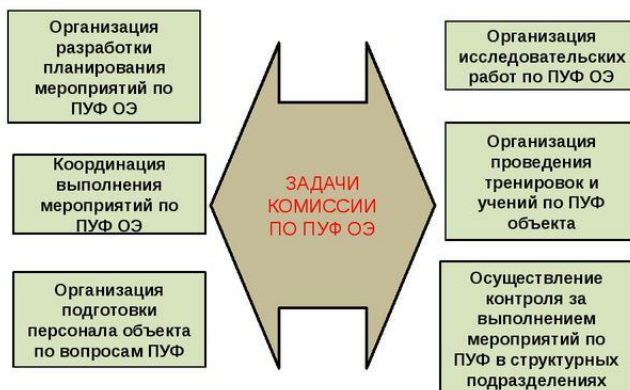 Организация
разработки
планирования
мероприятий по
ПУФ ОЭ
Координация
выполнения
мероприятий по
ПУФ ОЭ
Организация
подготовки
персонала объекта
по вопросам ПУФ
ЗАДАЧИ
КОМИССИИ
ПО ПУФ ОЭ
Организация
исследовательских
работ по ПУФ ОЭ
Организация
проведения
тренировок и
учений по ПУФ
объекта
Осуществление
контроля за
выполнением
мероприятий по
ПУФ в структурных
подразделениях